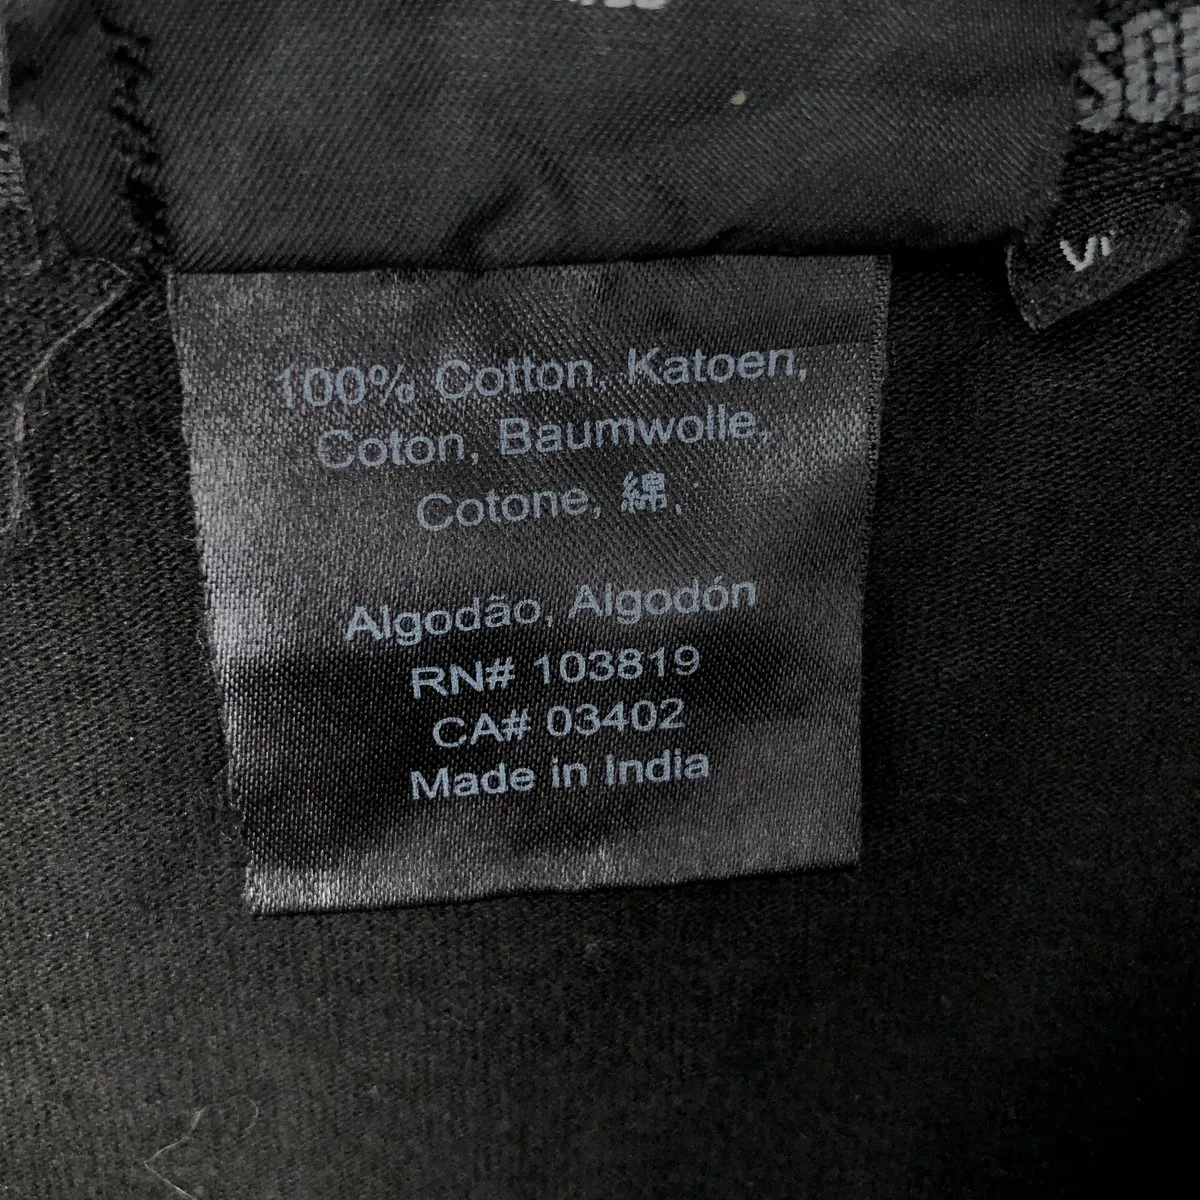 100% Cotton, Katoen,
Coton, Baumwolle,
Cotone, 綿,
Algodão, Algodón
RN# 103819
CA# 03402
Made in India